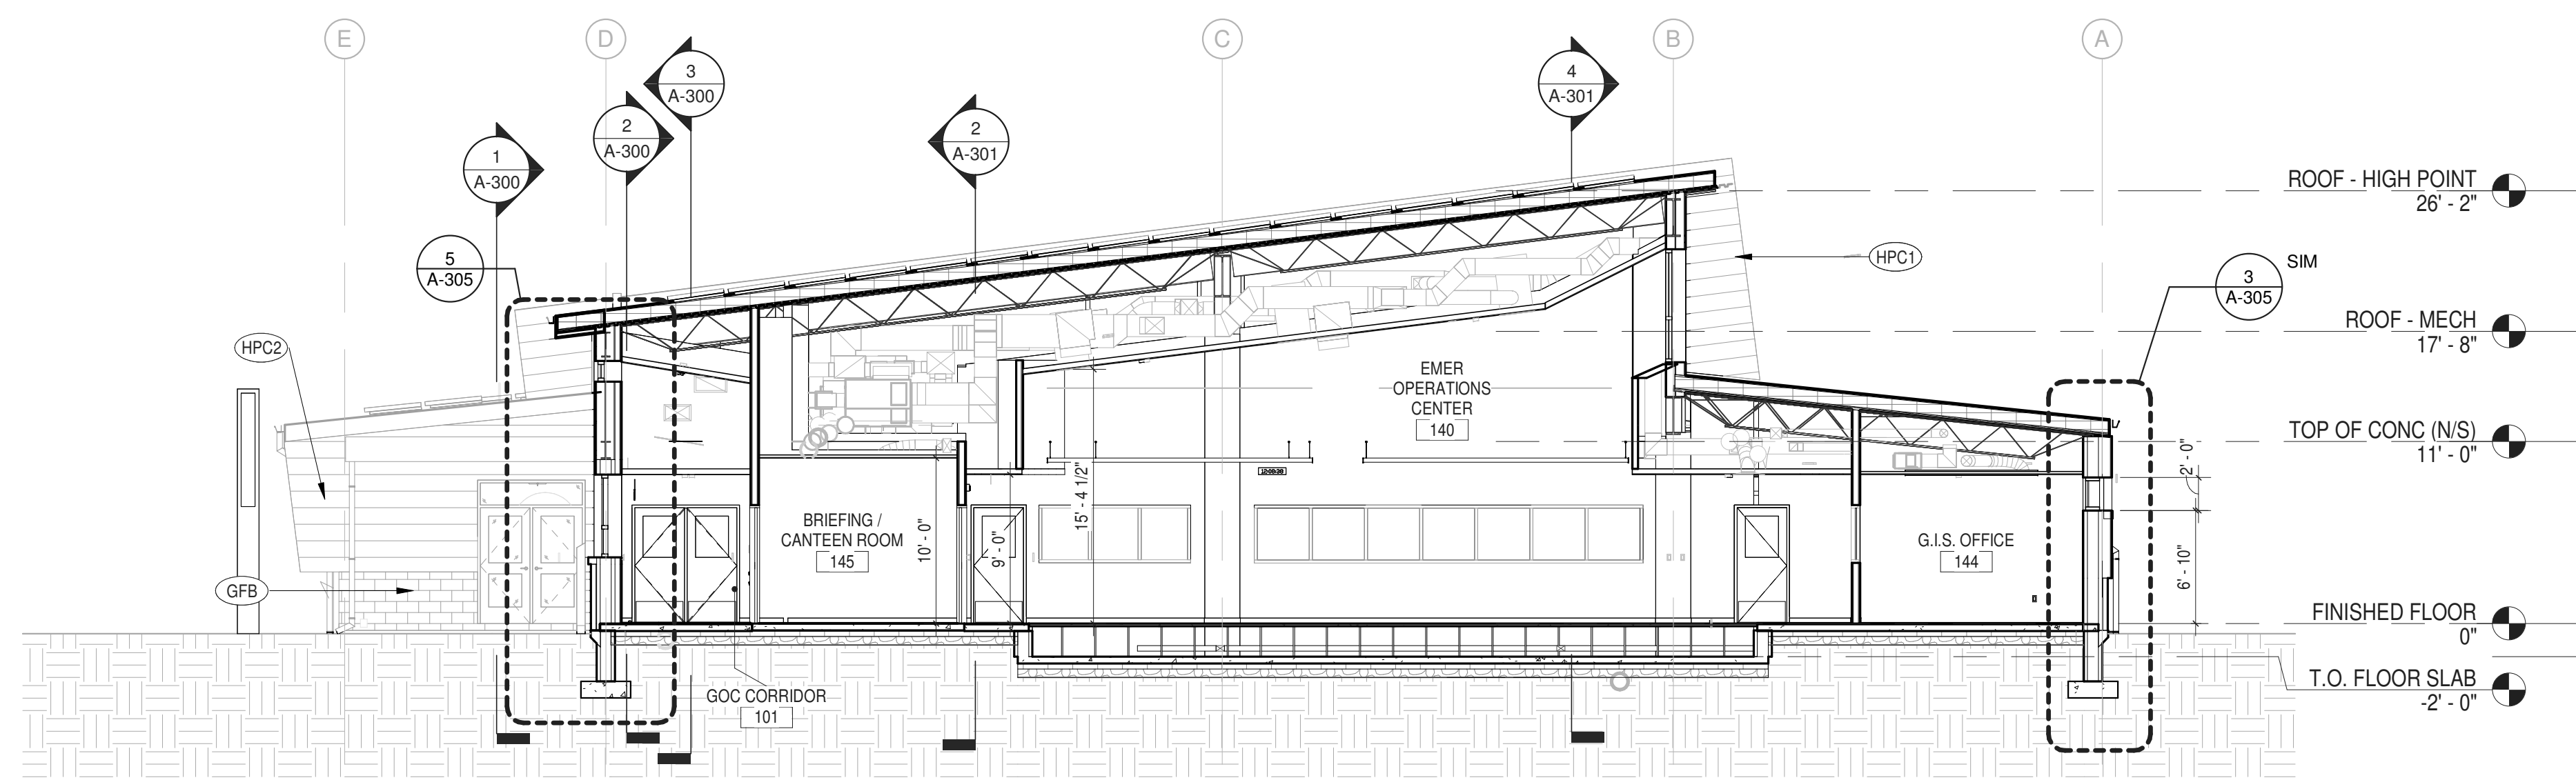 E
D
C
B
A
3
A-300
4
A-301
2
A-300
2
A-301
1
A-300
5
A-305
3
A-305
SIM
HPC1
HPC2
GFB
ROOF - HIGH POINT
26' - 2"
ROOF - MECH
17' - 8"
TOP OF CONC (N/S)
11' - 0"
FINISHED FLOOR
0"
T.O. FLOOR SLAB
-2' - 0"
EMER
OPERATIONS
CENTER
140
BRIEFING /
CANTEEN ROOM
145
G.I.S. OFFICE
144
GOC CORRIDOR
101
10' - 0"
9' - 0"
15' - 4 1/2"
2' - 0"
6' - 10"